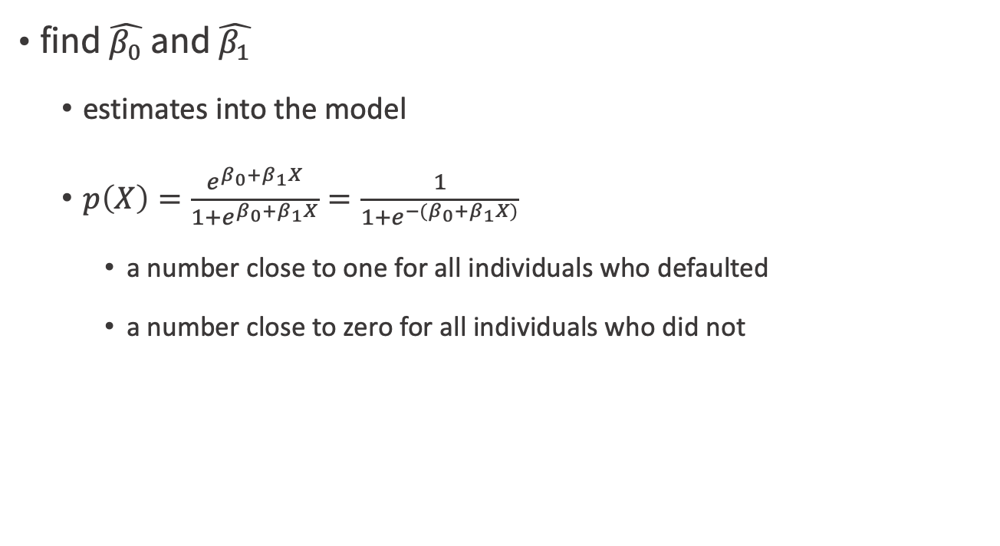 • find $\widehat{\beta_0}$ and $\widehat{\beta_1}$
• estimates into the model
• $p(X) = \frac{e^{\beta_0+\beta_1 X}}{1+e^{\beta_0+\beta_1 X}} = \frac{1}{1+e^{-(\beta_0+\beta_1 X)}}$
• a number close to one for all individuals who defaulted
• a number close to zero for all individuals who did not